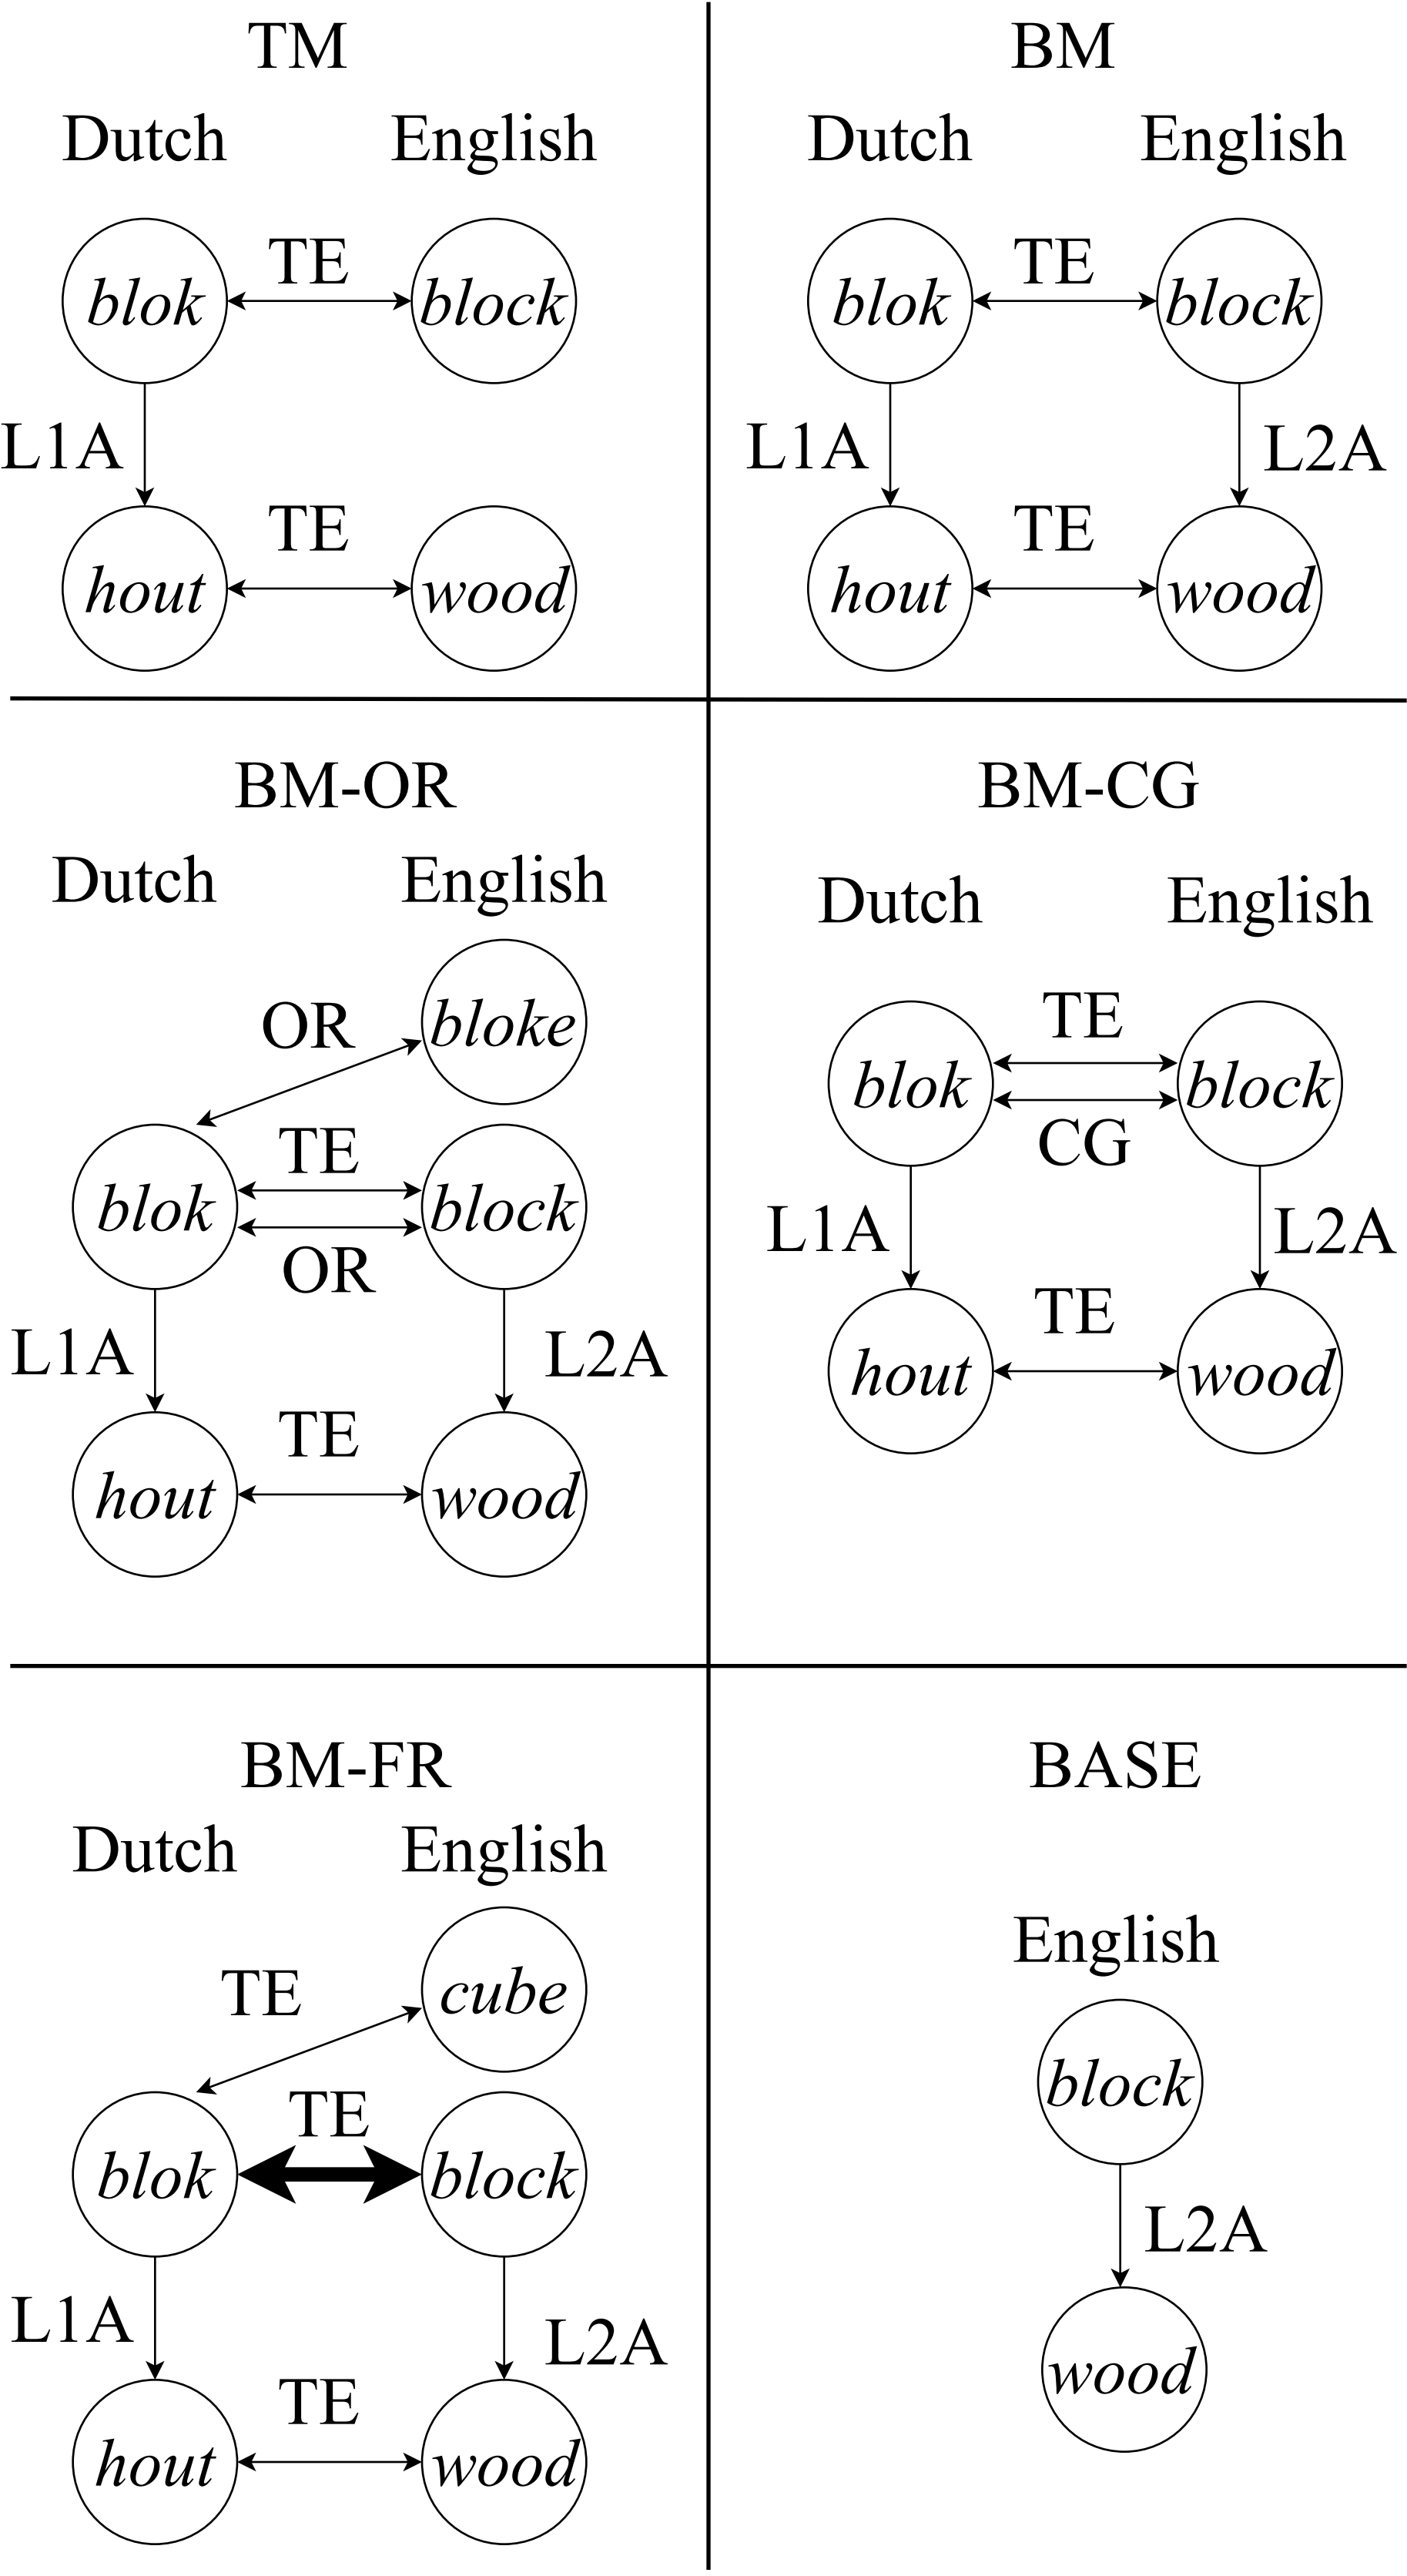 TM
Dutch English
TE
blok block
L1A
TE
hout wood
BM
Dutch English
TE
blok block
L1A L2A
TE
hout wood
BM-OR
Dutch English
bloke
OR
TE
blok block
OR
L1A L2A
TE
hout wood
BM-CG
Dutch English
TE
blok block
CG
L1A L2A
TE
hout wood
BM-FR
Dutch English
cube
TE
TE
blok block
L1A L2A
TE
hout wood
BASE
English
block
L2A
wood